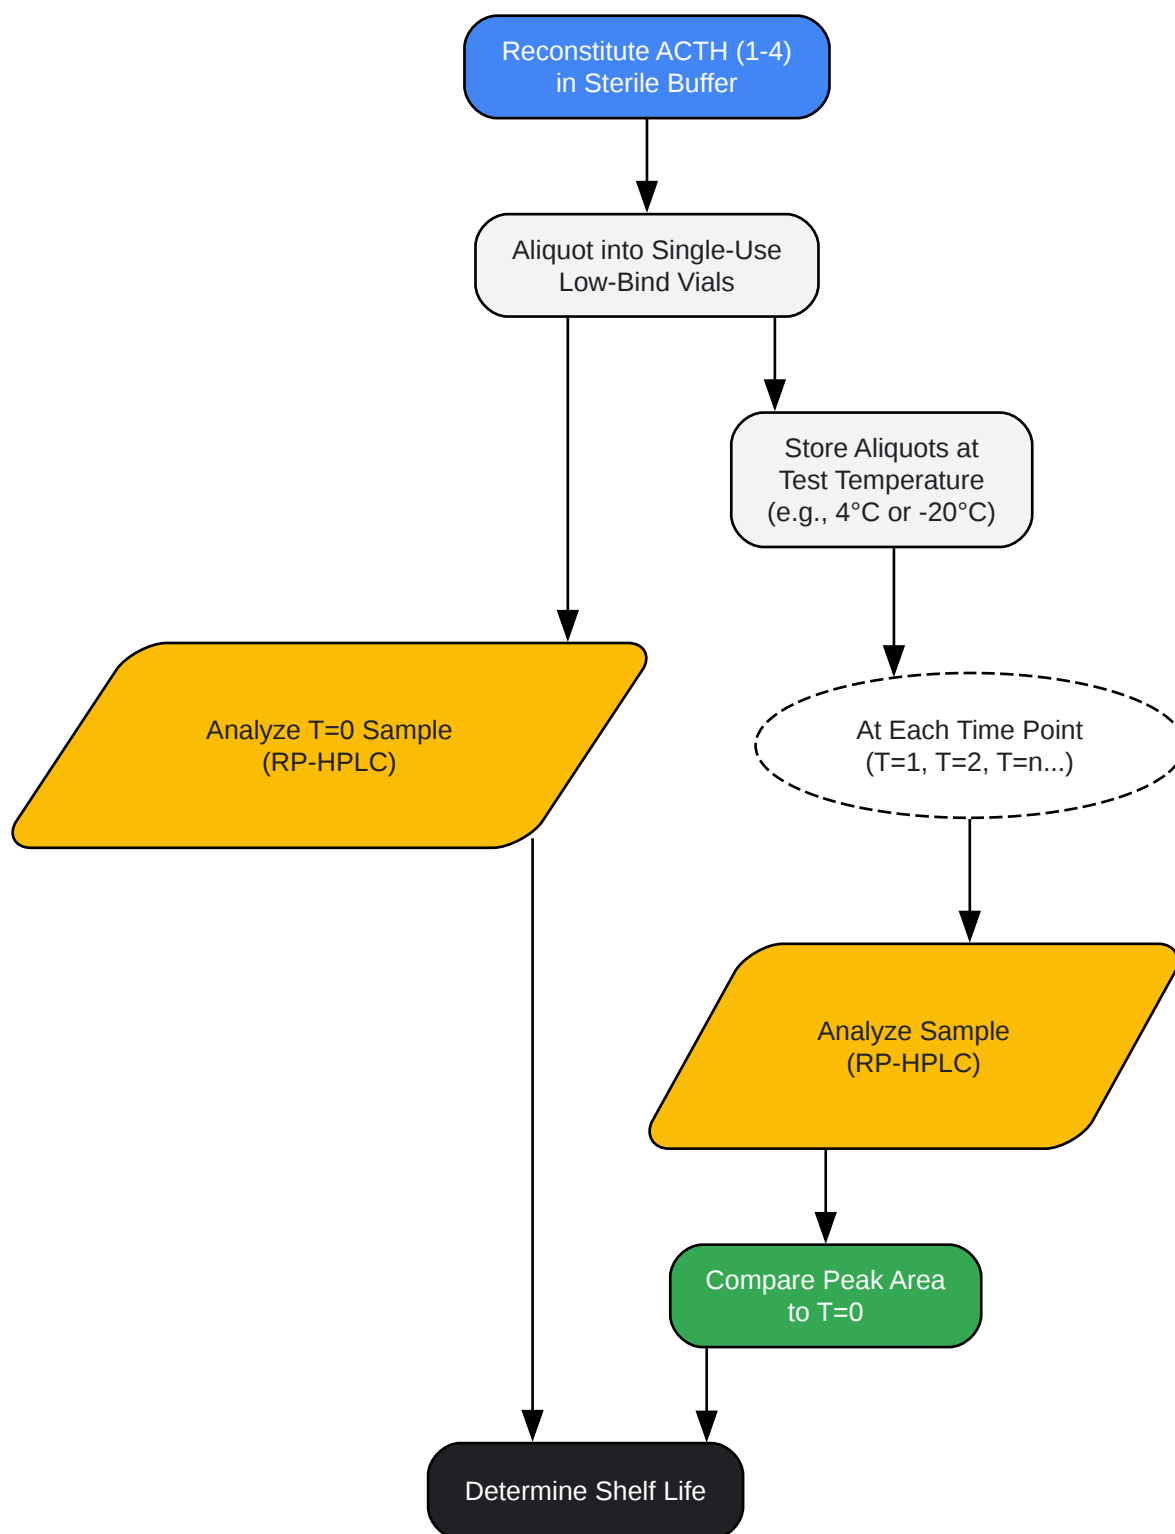 Reconstitute ACTH (1-4)
in Sterile Buffer
Aliquot into Single-Use
Low-Bind Vials
Store Aliquots at
Test Temperature
(e.g., 4°C or -20°C)
Analyze T=0 Sample
(RP-HPLC)
At Each Time Point
(T=1, T=2, T=n...)
Analyze Sample
(RP-HPLC)
Compare Peak Area
to T=0
Determine Shelf Life